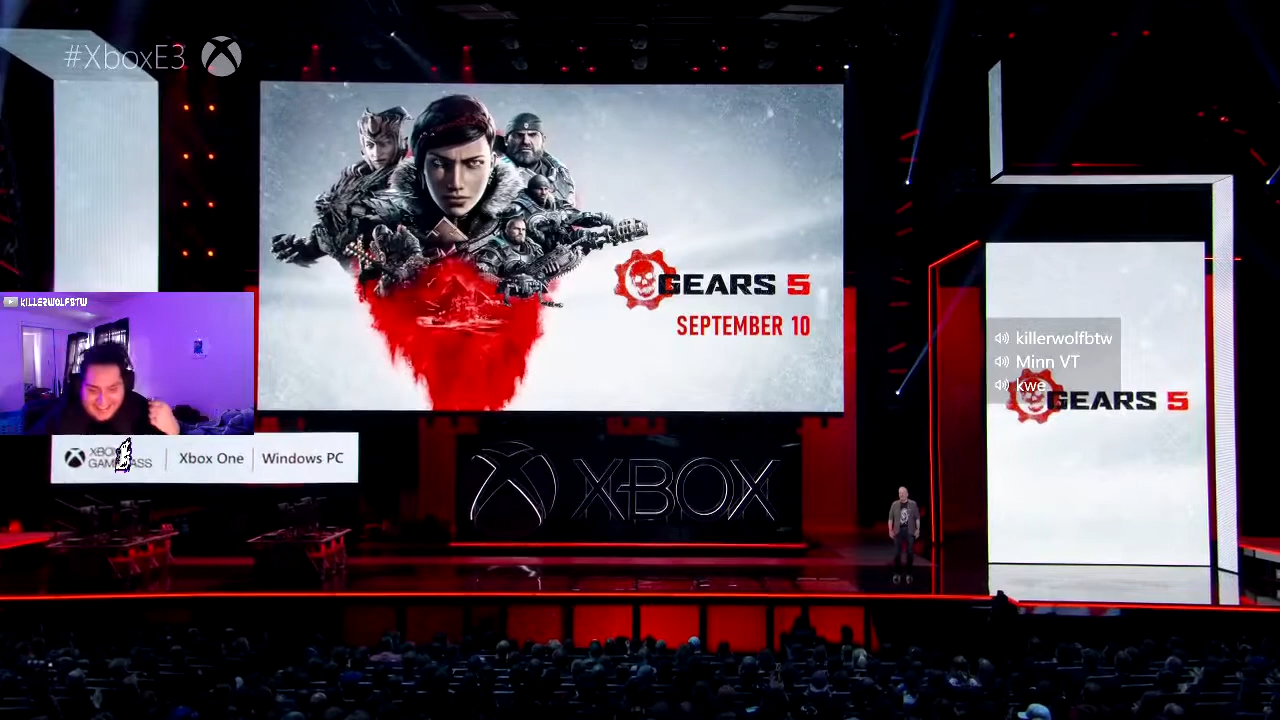 #XboxE3
GEARS 5
SEPTEMBER 10
KILLERWOLFBTW
killerwolfbtw
Minn VT
kwe
GEARS 5
Xbox One
Windows PC
XBOX